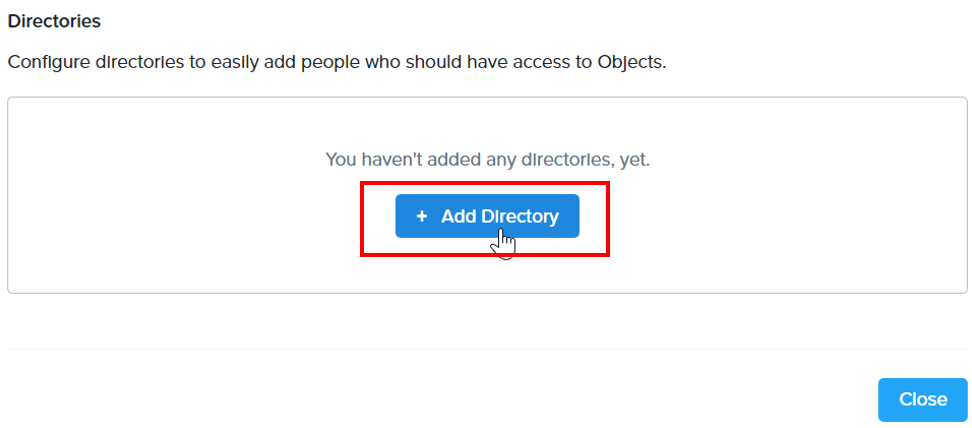 Directories
Configure directories to easily add people who should have access to Objects.
You haven't added any directories, yet.
+ Add Directory
Close